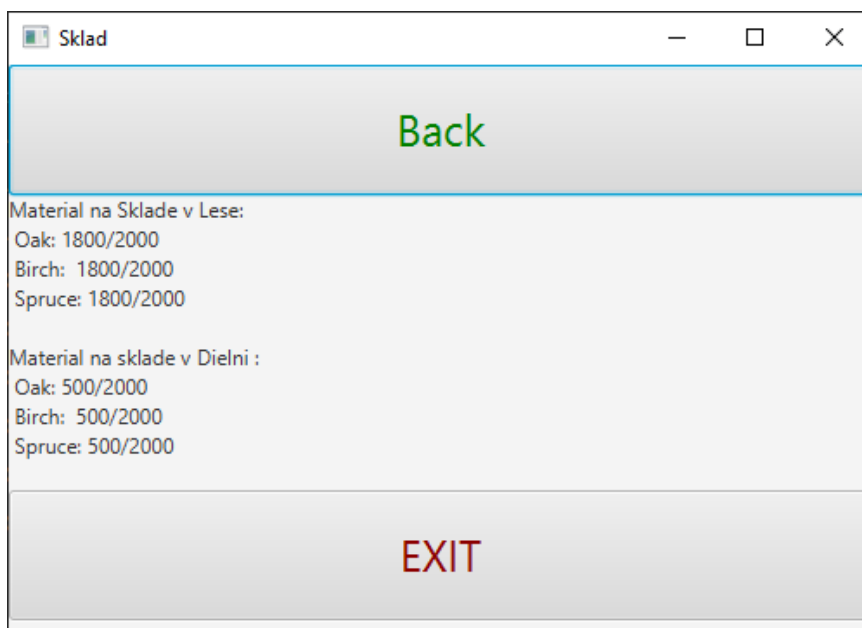 Sklad
Back
Material na Sklade v Lese:
Oak: 1800/2000
Birch:  1800/2000
Spruce: 1800/2000
Material na sklade v Dielni :
Oak: 500/2000
Birch:  500/2000
Spruce: 500/2000
EXIT